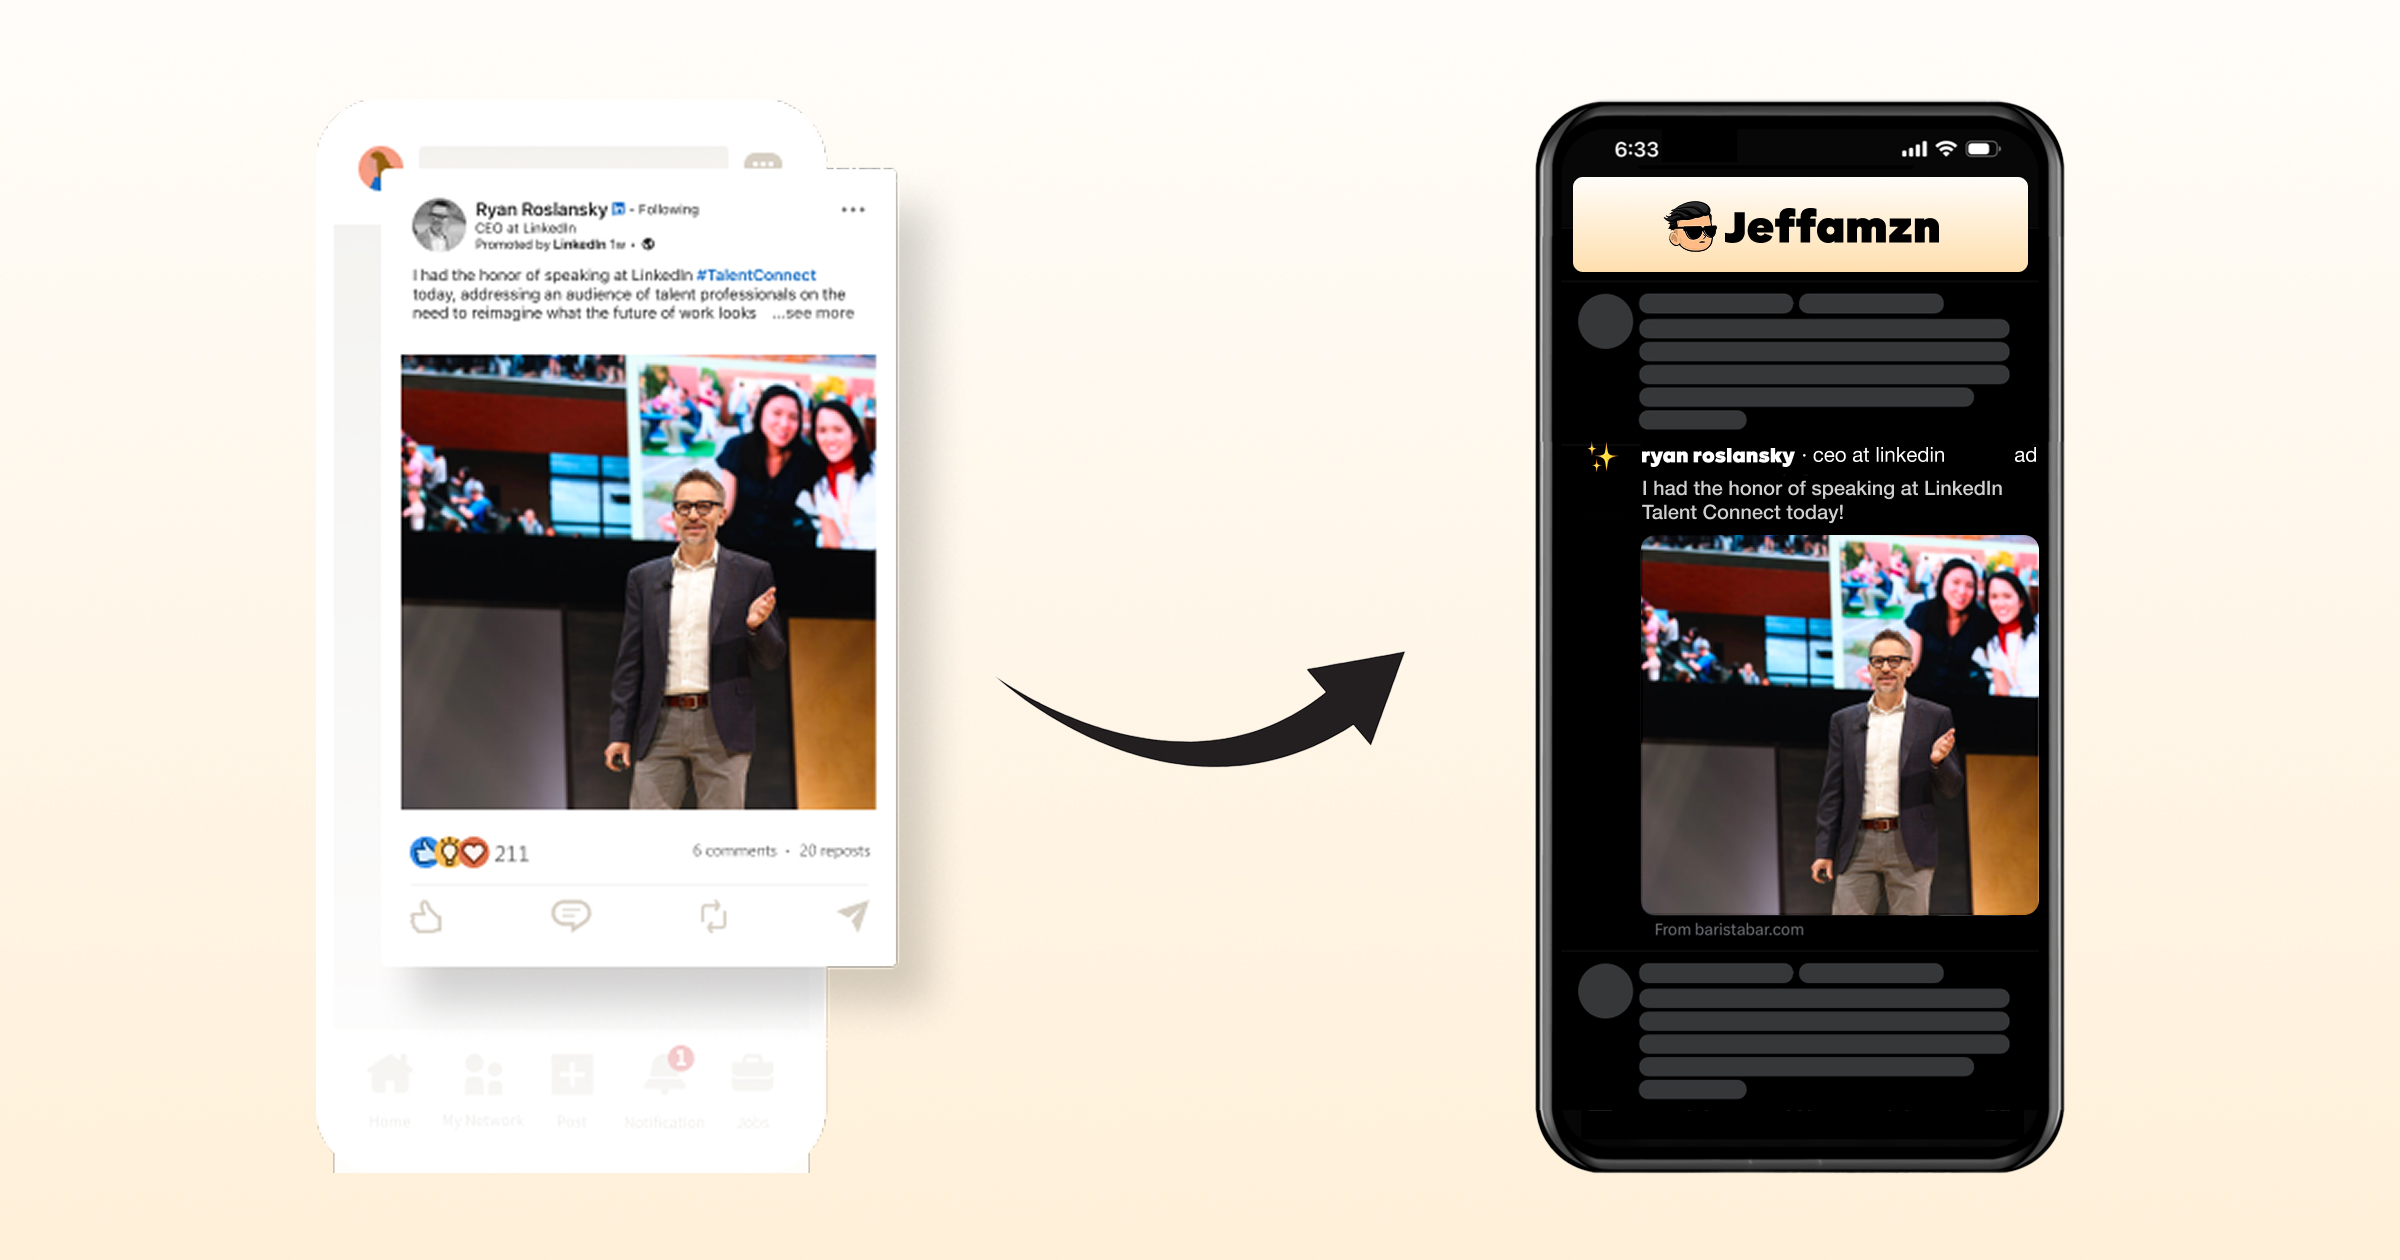 Ryan Roslansky in • Following
CEO at LinkedIn
Promoted by LinkedIn 1w •
I had the honor of speaking at LinkedIn #TalentConnect
today, addressing an audience of talent professionals on the
need to reimagine what the future of work looks ...see more
211
6 comments • 20 reposts
1
Home
My Network
Post
Notification
Jobs
6:33
Jeffamzn
ryan roslansky · ceo at linkedin
ad
I had the honor of speaking at LinkedIn
Talent Connect today!
From baristabar.com